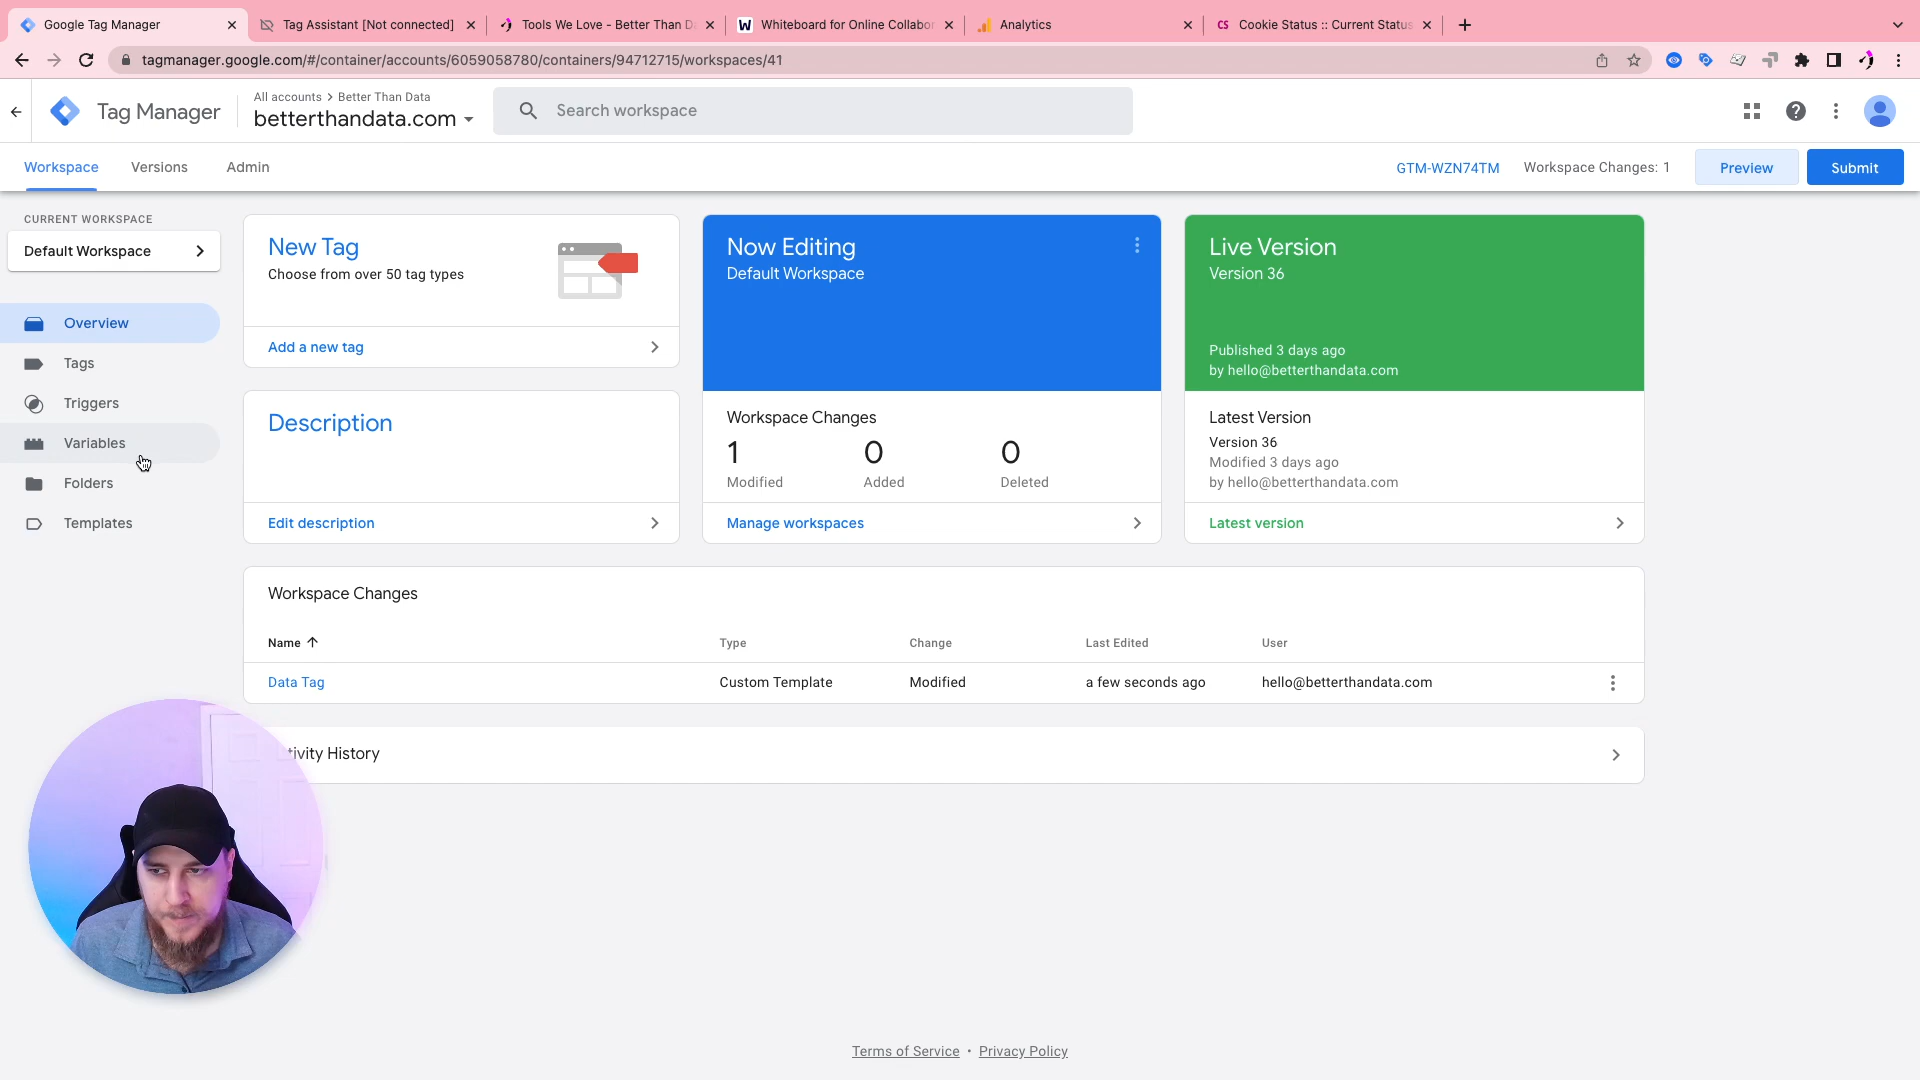 Google Tag Manager
Tag Assistant [Not connected]
Tools We Love - Better Than Da
Whiteboard for Online Collabor
Analytics
Cookie Status :: Current Status
tagmanager.google.com/#/container/accounts/6059058780/containers/94712715/workspaces/41
Tag Manager
All accounts > Better Than Data
betterthandata.com
Search workspace
Workspace
Versions
Admin
GTM-WZN74TM
Workspace Changes: 1
Preview
Submit
CURRENT WORKSPACE
Default Workspace
Overview
Tags
Triggers
Variables
Folders
Templates
New Tag
Choose from over 50 tag types
Add a new tag
Description
Edit description
Now Editing
Default Workspace
Workspace Changes
1 0 0
Modified Added Deleted
Manage workspaces
Live Version
Version 36
Published 3 days ago
by hello@betterthandata.com
Latest Version
Version 36
Modified 3 days ago
by hello@betterthandata.com
Latest version
Workspace Changes
Name Type Change Last Edited User
Data Tag Custom Template Modified a few seconds ago hello@betterthandata.com
tivity History
Terms of Service • Privacy Policy